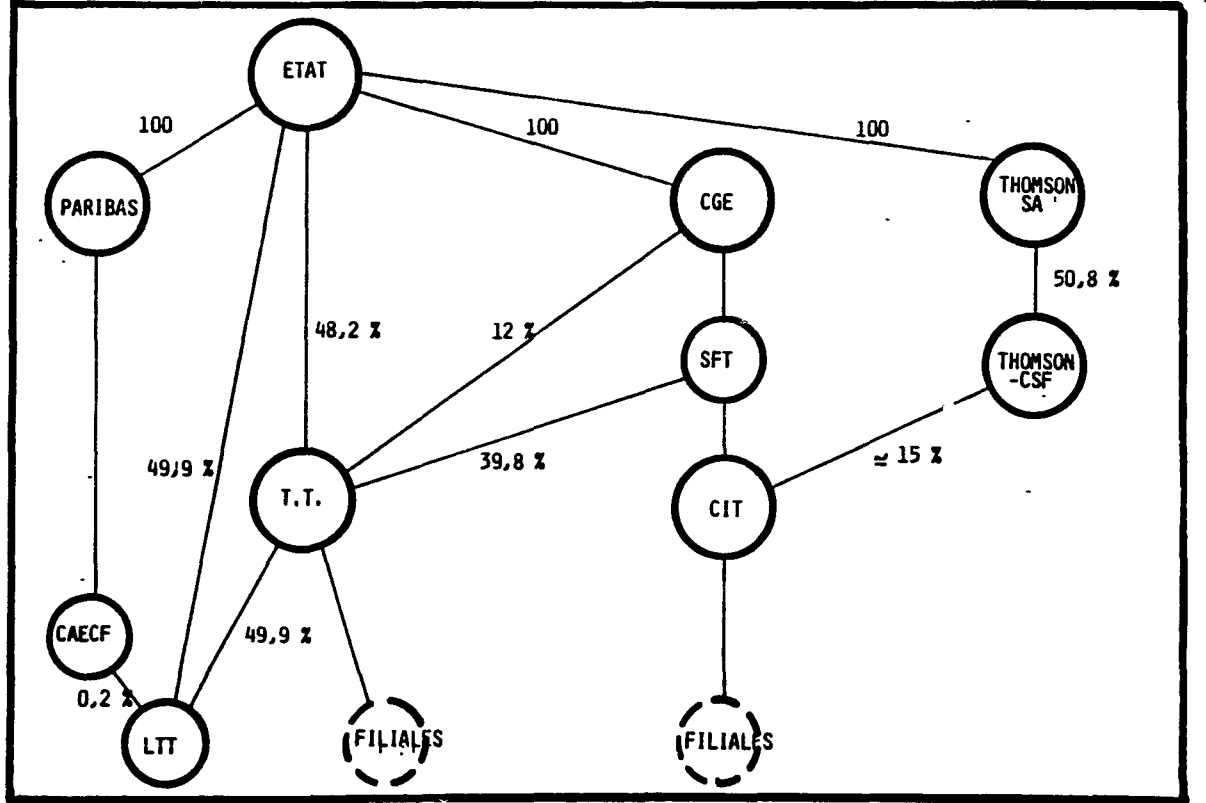 ETAT
100
100
100
PARIBAS
CGE
THOMSON
SA
50,8 %
48,2 %
12 %
SFT
THOMSON
-CSF
49,9 %
39,8 %
≃ 15 %
T.T.
CIT
CAECF
49,9 %
0,2 %
LTT
FILIALES
FILIALES